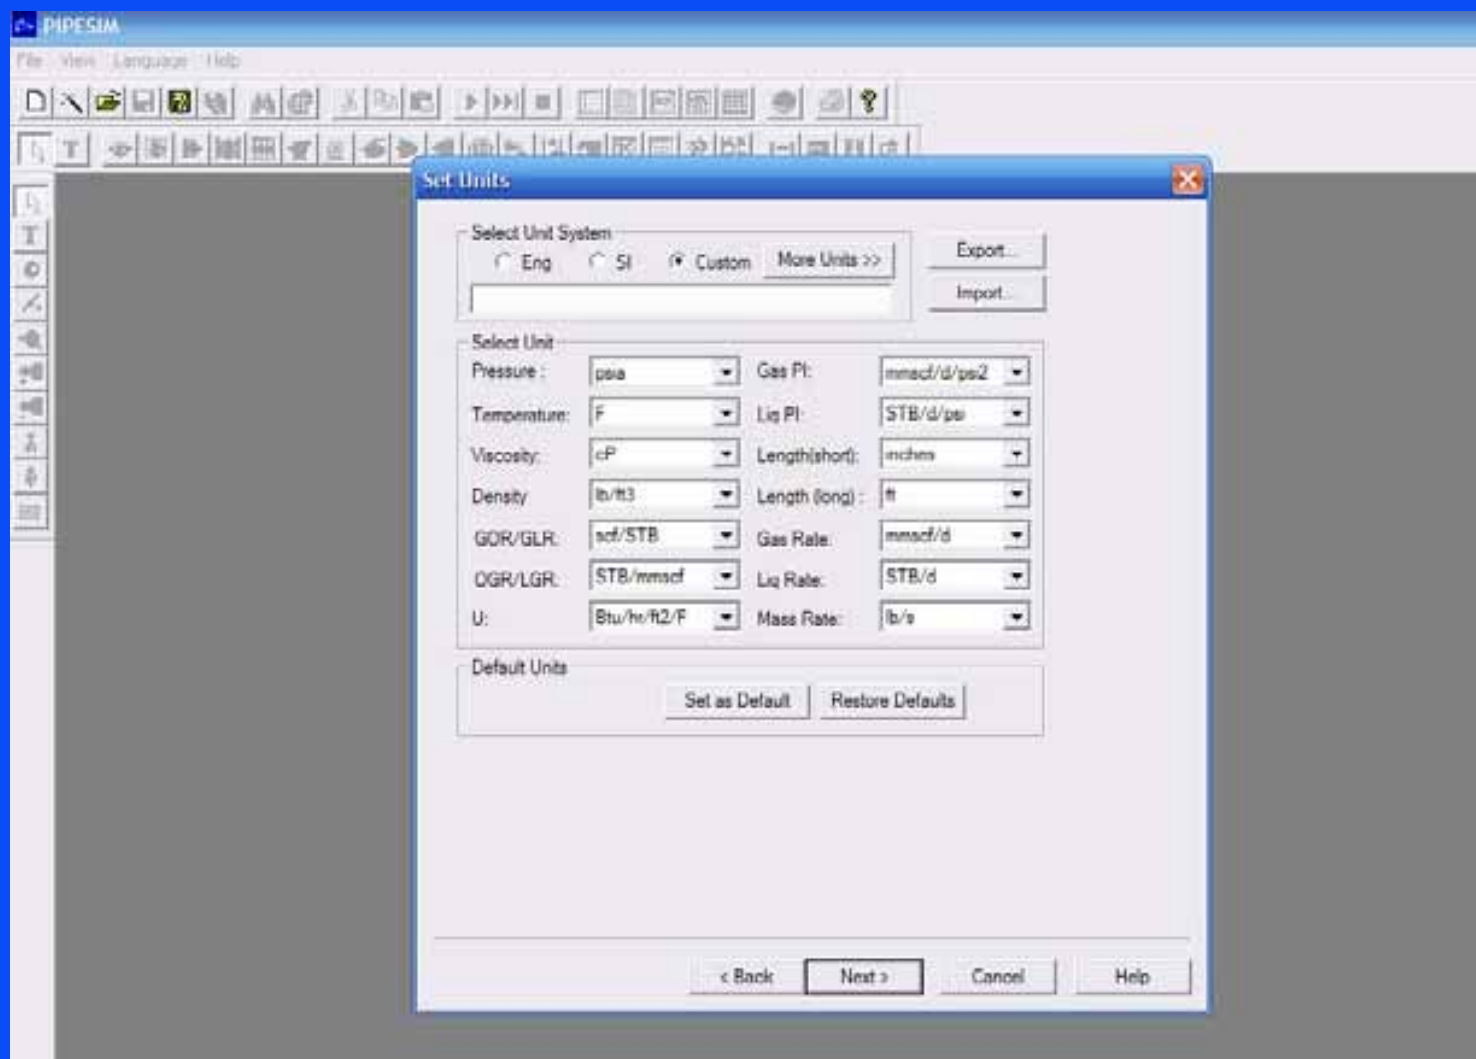 PIPESIM
File View Language Help
Set Units
Select Unit System
Eng SI Custom More Units >> Export...
Import...
Select Unit
Pressure : psia Gas PI: mmscf/d/psi2
Temperature: F Liq PI: STB/d/psi
Viscosity: cP Length(short): inches
Density lb/ft3 Length (long) : ft
GOR/GLR: scf/STB Gas Rate: mmscf/d
OGR/LGR: STB/mmscf Liq Rate: STB/d
U: Btu/hr/ft2/F Mass Rate: lb/s
Default Units
Set as Default Restore Defaults
< Back Next > Cancel Help